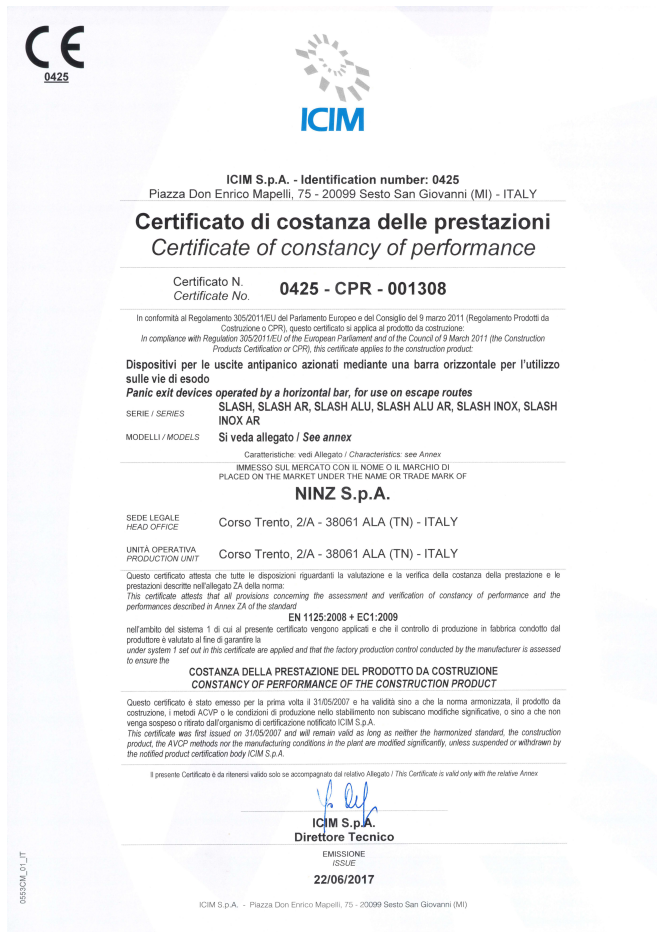 CE
0425
ICIM
ICIM S.p.A. - Identification number: 0425
Piazza Don Enrico Mapelli, 75 - 20099 Sesto San Giovanni (MI) - ITALY
Certificato di costanza delle prestazioni
Certificate of constancy of performance
Certificato N.
Certificate No.
0425 - CPR - 001308
In conformità al Regolamento 305/2011/EU del Parlamento Europeo e del Consiglio del 9 marzo 2011 (Regolamento Prodotti da
Costruzione o CPR), questo certificato si applica al prodotto da costruzione:
In compliance with Regulation 305/2011/EU of the European Parliament and of the Council of 9 March 2011 (the Construction
Products Certification or CPR), this certificate applies to the construction product:
Dispositivi per le uscite antipanico azionati mediante una barra orizzontale per l'utilizzo
sulle vie di esodo
Panic exit devices operated by a horizontal bar, for use on escape routes
SERIE / SERIES
SLASH, SLASH AR, SLASH ALU, SLASH ALU AR, SLASH INOX, SLASH
INOX AR
MODELLI / MODELS
Si veda allegato / See annex
Caratteristiche: vedi Allegato / Characteristics: see Annex
IMMESSO SUL MERCATO CON IL NOME O IL MARCHIO DI
PLACED ON THE MARKET UNDER THE NAME OR TRADE MARK OF
NINZ S.p.A.
SEDE LEGALE
HEAD OFFICE
Corso Trento, 2/A - 38061 ALA (TN) - ITALY
UNITÀ OPERATIVA
PRODUCTION UNIT
Corso Trento, 2/A - 38061 ALA (TN) - ITALY
Questo certificato attesta che tutte le disposizioni riguardanti la valutazione e la verifica della costanza della prestazione e le
prestazioni descritte nell'allegato ZA della norma:
This certificate attests that all provisions concerning the assessment and verification of constancy of performance and the
performances described in Annex ZA of the standard
EN 1125:2008 + EC1:2009
nell'ambito del sistema 1 di cui al presente certificato vengono applicati e che il controllo di produzione in fabbrica condotto dal
produttore è valutato al fine di garantire la
under system 1 set out in this certificate are applied and that the factory production control conducted by the manufacturer is assessed
to ensure the
COSTANZA DELLA PRESTAZIONE DEL PRODOTTO DA COSTRUZIONE
CONSTANCY OF PERFORMANCE OF THE CONSTRUCTION PRODUCT
Questo certificato è stato emesso per la prima volta il 31/05/2007 e ha validità sino a che la norma armonizzata, il prodotto da
costruzione, i metodi ACVP o le condizioni di produzione nello stabilimento non subiscano modifiche significative, o sino a che non
venga sospeso o ritirato dall'organismo di certificazione notificato ICIM S.p.A.
This certificate was first issued on 31/05/2007 and will remain valid as long as neither the harmonized standard, the construction
product, the AVCP methods nor the manufacturing conditions in the plant are modified significantly, unless suspended or withdrawn by
the notified product certification body ICIM S.p.A.
Il presente Certificato è da ritenersi valido solo se accompagnato dal relativo Allegato / This Certificate is valid only with the relative Annex
ICIM S.p.A.
Direttore Tecnico
EMISSIONE
ISSUE
22/06/2017
0553CM_01_IT
ICIM S.p.A. - Piazza Don Enrico Mapelli, 75 - 20099 Sesto San Giovanni (MI)